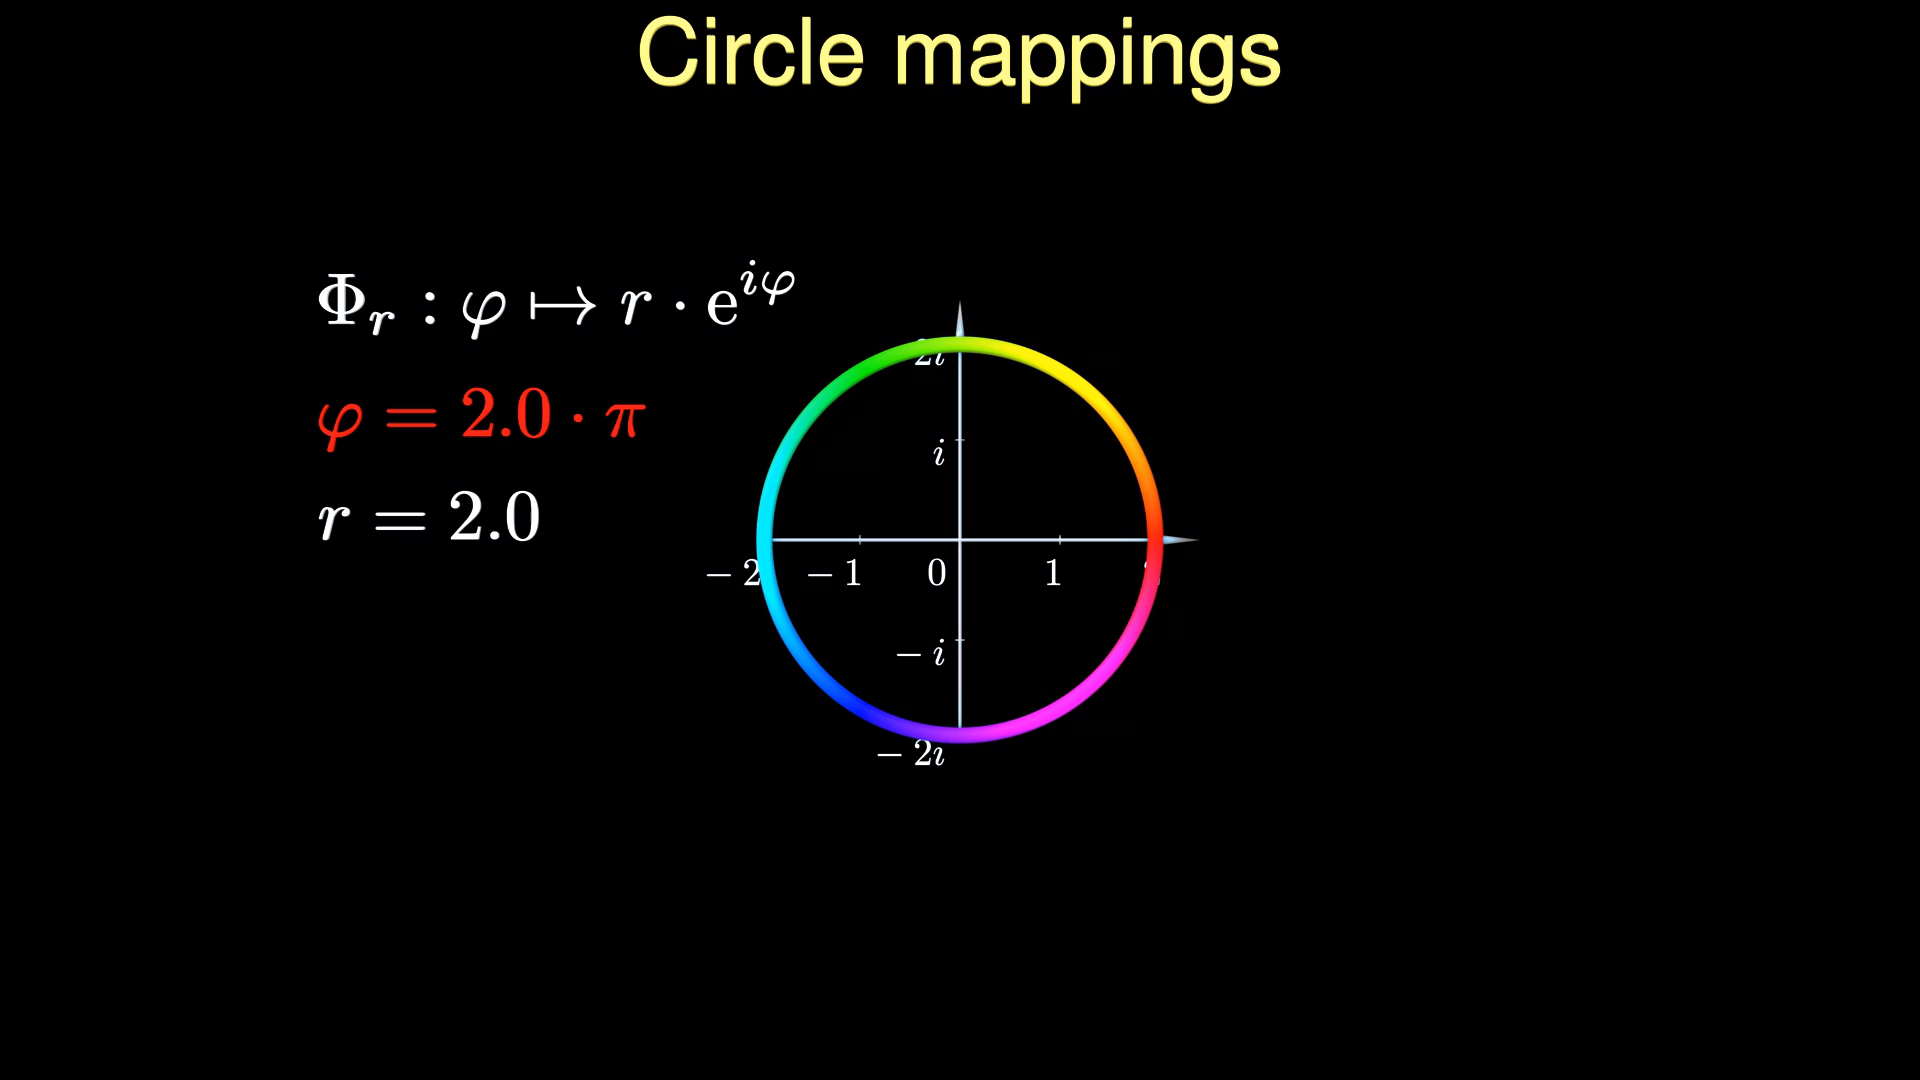 Circle mappings
Φ_r : φ ↦ r · e^{iφ}
φ = 2.0 · π
r = 2.0
2i
i
− 2 − 1 0 1
− i
− 2i